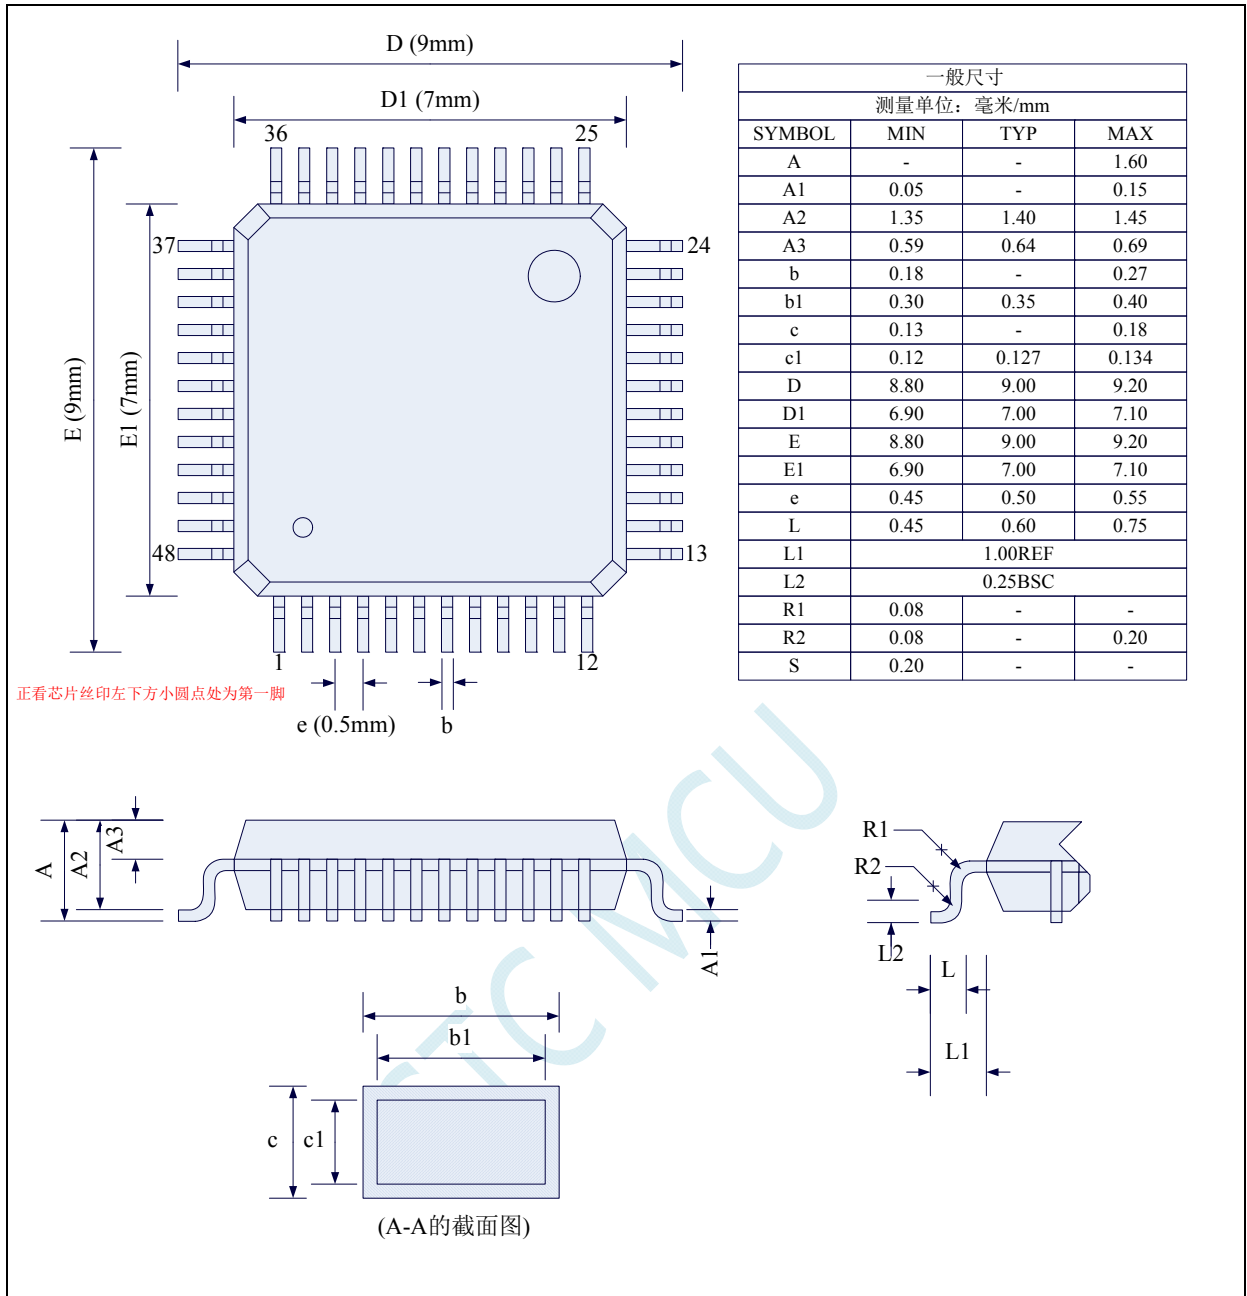 D (9mm)
D1 (7mm)
36 25
37 24
E (9mm)
E1 (7mm)
48 13
1 12
正看芯片丝印左下方小圆点处为第一脚
e (0.5mm) b
一般尺寸
测量单位：毫米/mm
SYMBOL MIN TYP MAX
A - - 1.60
A1 0.05 - 0.15
A2 1.35 1.40 1.45
A3 0.59 0.64 0.69
b 0.18 - 0.27
b1 0.30 0.35 0.40
c 0.13 - 0.18
c1 0.12 0.127 0.134
D 8.80 9.00 9.20
D1 6.90 7.00 7.10
E 8.80 9.00 9.20
E1 6.90 7.00 7.10
e 0.45 0.50 0.55
L 0.45 0.60 0.75
L1 1.00REF
L2 0.25BSC
R1 0.08 - -
R2 0.08 - 0.20
S 0.20 - -
A
A2
A3
A1
R1
R2
L2
L
L1
b
b1
c c1
(A-A的截面图)
STC MCU